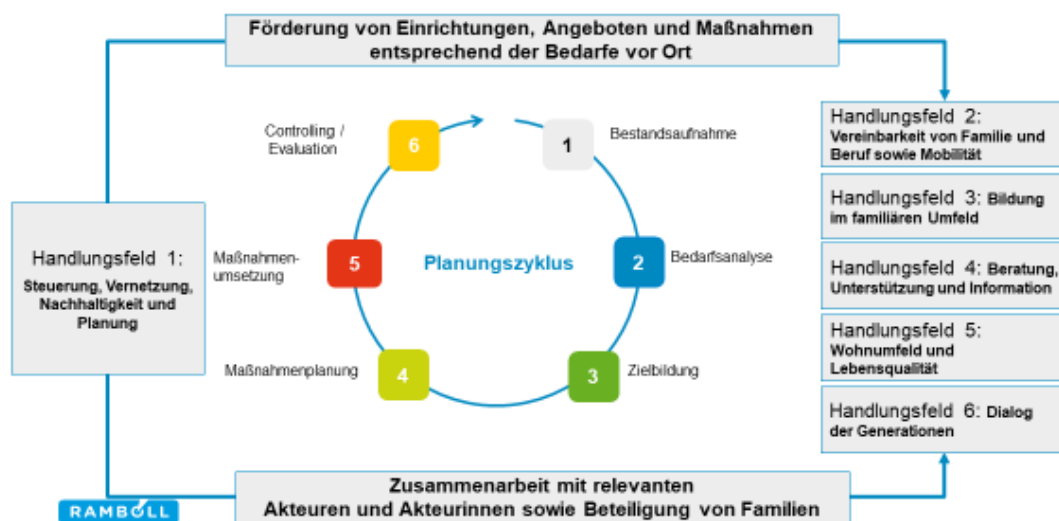 Förderung von Einrichtungen, Angeboten und Maßnahmen
entsprechend der Bedarfe vor Ort
Handlungsfeld 1:
Steuerung, Vernetzung,
Nachhaltigkeit und
Planung
Planungszyklus
1
Bestandsaufnahme
2
Bedarfsanalyse
3
Zielbildung
4
Maßnahmenplanung
5
Maßnahmen-
umsetzung
6
Controlling /
Evaluation
Handlungsfeld 2:
Vereinbarkeit von Familie und
Beruf sowie Mobilität
Handlungsfeld 3: Bildung
im familiären Umfeld
Handlungsfeld 4: Beratung,
Unterstützung und Information
Handlungsfeld 5:
Wohnumfeld und
Lebensqualität
Handlungsfeld 6: Dialog
der Generationen
Zusammenarbeit mit relevanten
Akteuren und Akteurinnen sowie Beteiligung von Familien
RAMBOLL